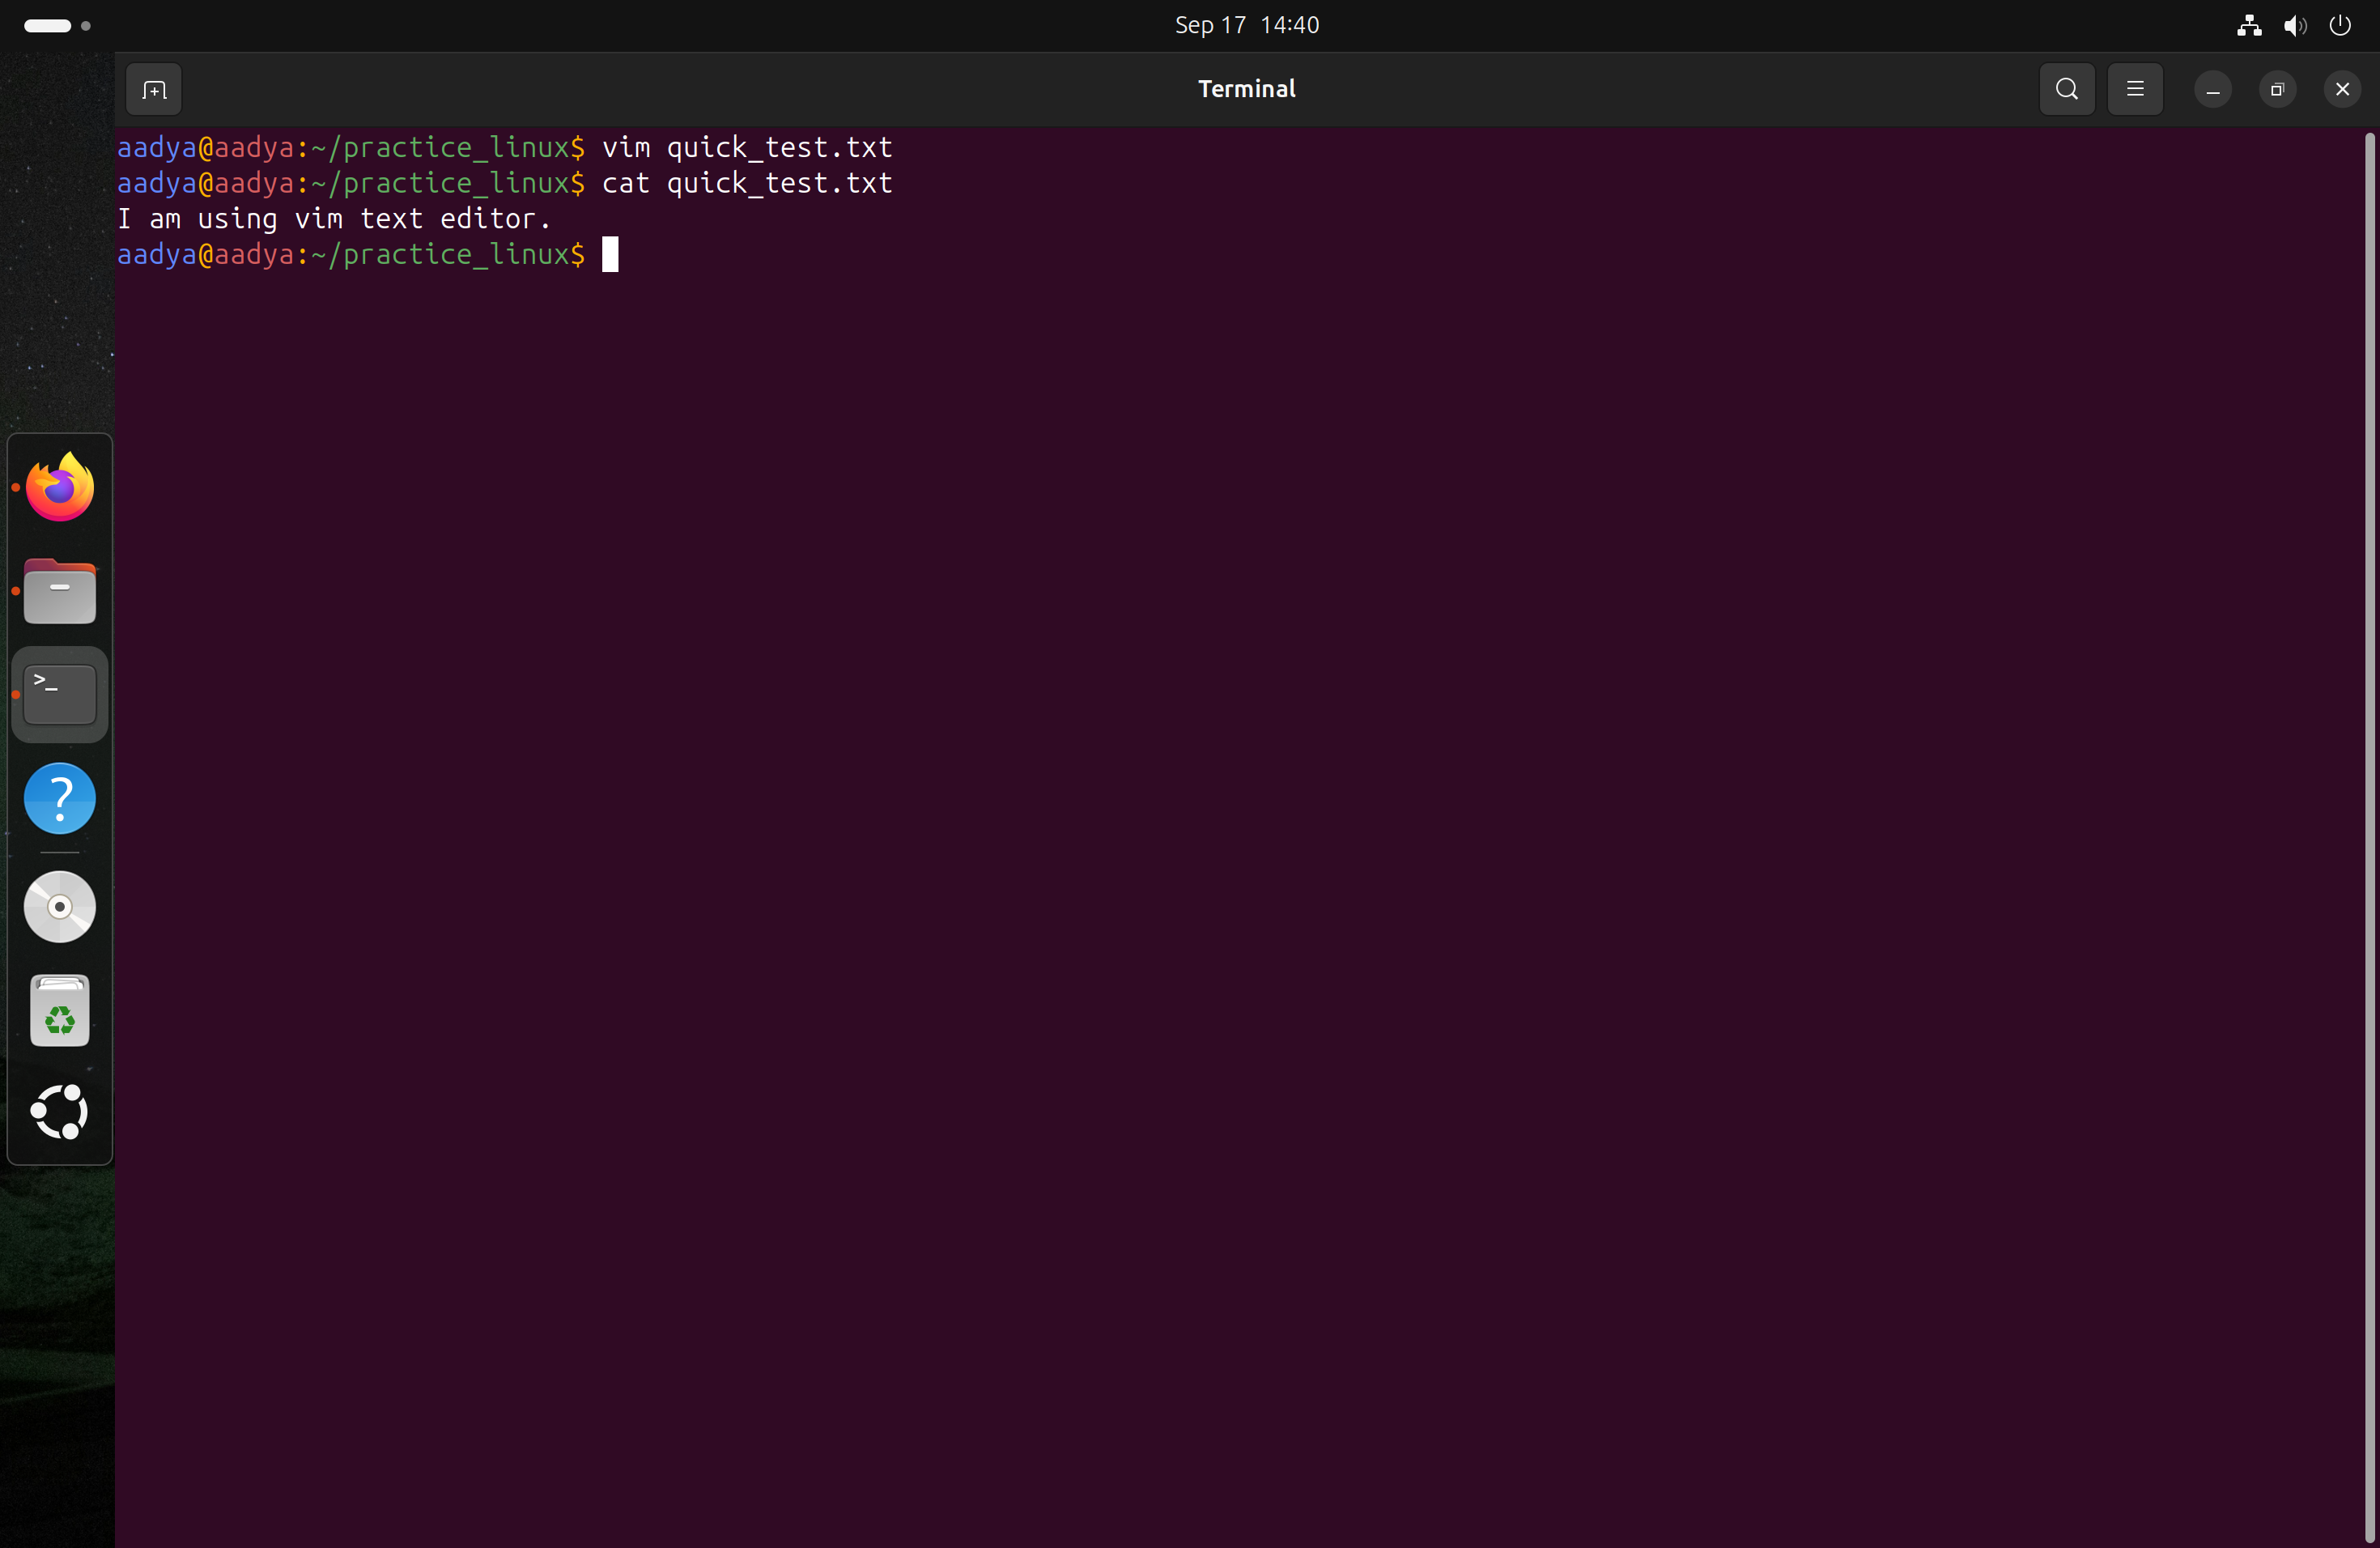 Sep 17 14:40
Terminal
aadya@aadya:~/practice_linux$ vim quick_test.txt
aadya@aadya:~/practice_linux$ cat quick_test.txt
I am using vim text editor.
aadya@aadya:~/practice_linux$
>_
?